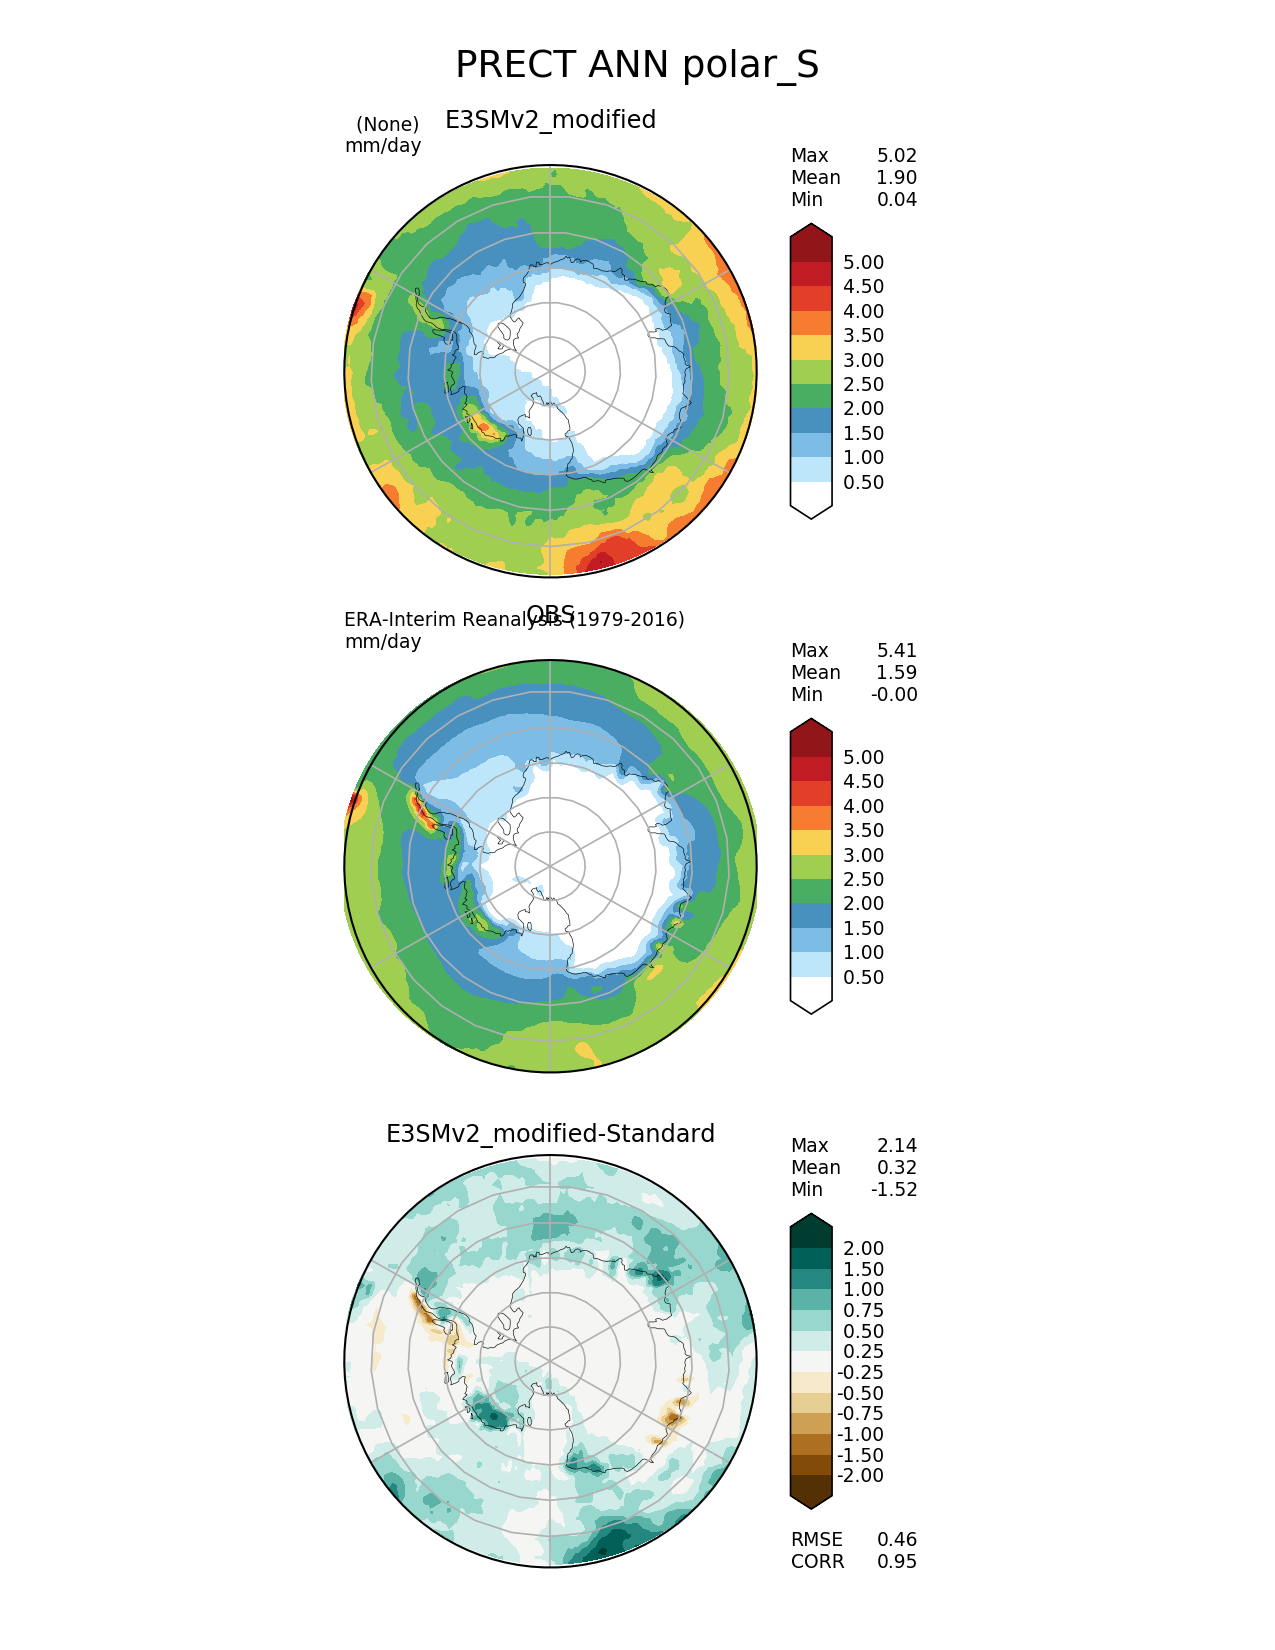 PRECT ANN polar_S
E3SMv2_modified
(None)
mm/day
Max 5.02
Mean 1.90
Min 0.04
5.00
4.50
4.00
3.50
3.00
2.50
2.00
1.50
1.00
0.50
OBS
ERA-Interim Reanalysis (1979-2016)
mm/day
Max 5.41
Mean 1.59
Min -0.00
5.00
4.50
4.00
3.50
3.00
2.50
2.00
1.50
1.00
0.50
E3SMv2_modified-Standard
Max 2.14
Mean 0.32
Min -1.52
2.00
1.50
1.00
0.75
0.50
0.25
-0.25
-0.50
-0.75
-1.00
-1.50
-2.00
RMSE 0.46
CORR 0.95